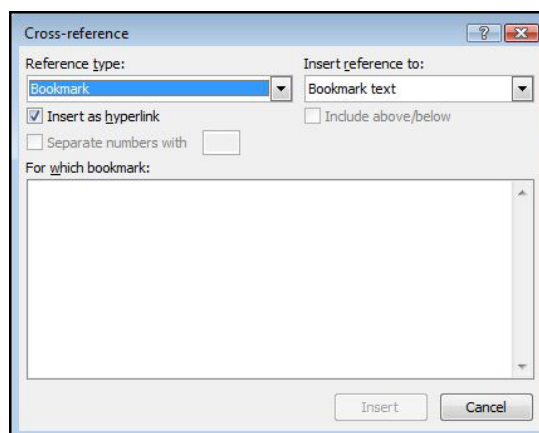 Cross-reference
Reference type: Insert reference to:
Bookmark Bookmark text
Insert as hyperlink Include above/below
Separate numbers with
For which bookmark:
Insert Cancel